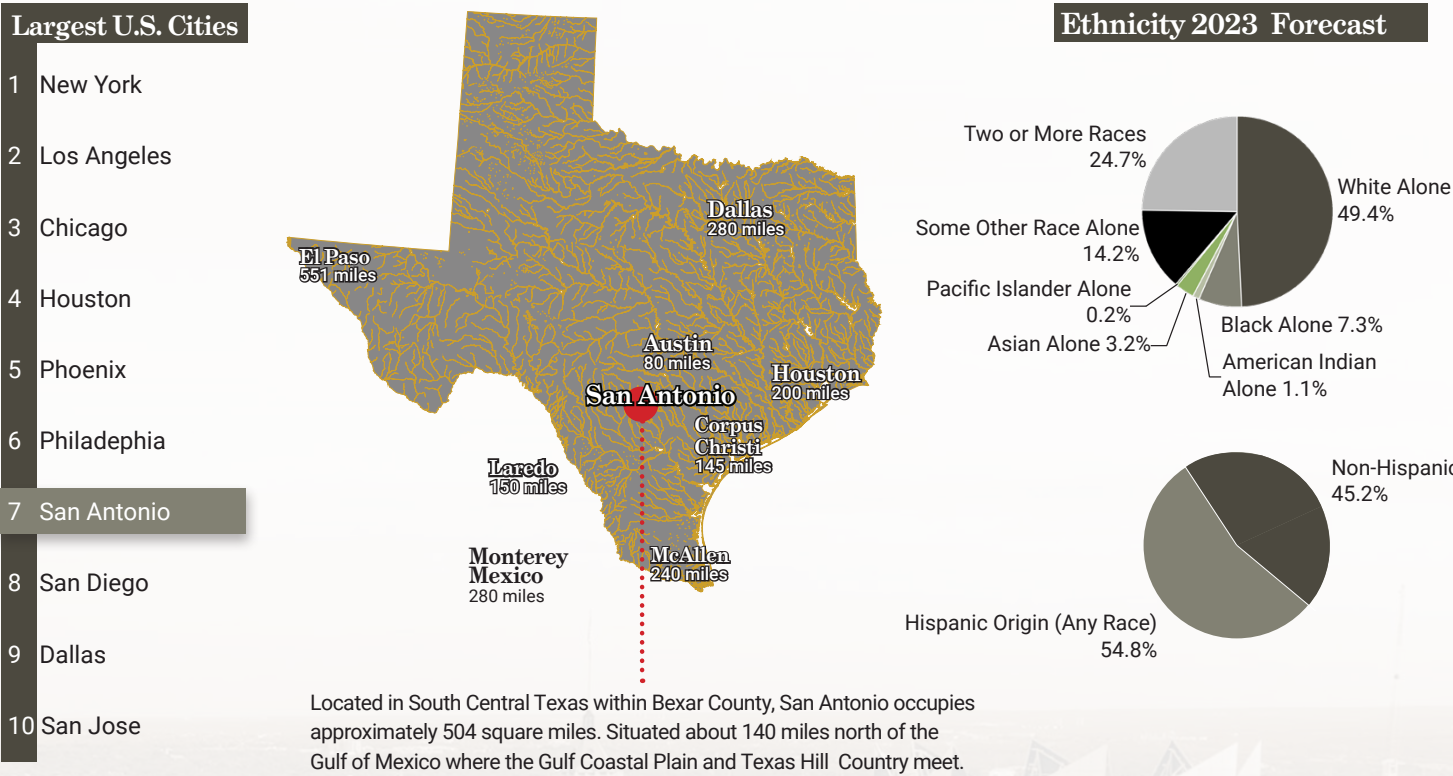 Largest U.S. Cities
1 New York
2 Los Angeles
3 Chicago
4 Houston
5 Phoenix
6 Philadephia
7 San Antonio
8 San Diego
9 Dallas
10 San Jose
El Paso
551 miles
Dallas
280 miles
Austin
80 miles
Houston
200 miles
San Antonio
Corpus
Christi
145 miles
Laredo
150 miles
Monterey
Mexico
280 miles
McAllen
240 miles
Located in South Central Texas within Bexar County, San Antonio occupies
approximately 504 square miles. Situated about 140 miles north of the
Gulf of Mexico where the Gulf Coastal Plain and Texas Hill Country meet.
Ethnicity 2023 Forecast
Two or More Races
24.7%
White Alone
49.4%
Some Other Race Alone
14.2%
Pacific Islander Alone
0.2%
Asian Alone 3.2%
Black Alone 7.3%
American Indian
Alone 1.1%
Non-Hispanic
45.2%
Hispanic Origin (Any Race)
54.8%